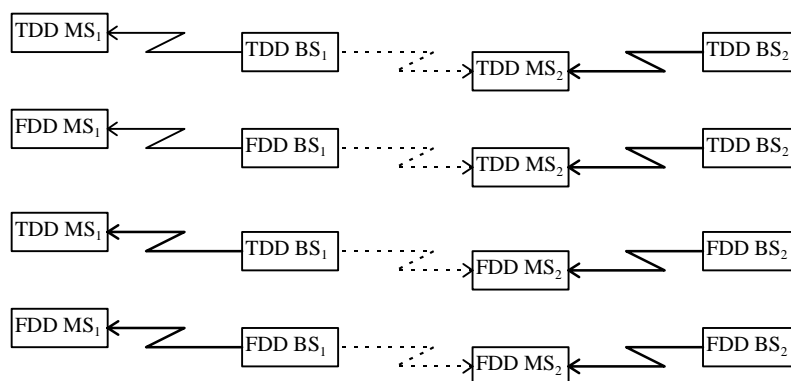 TDD MS₁ TDD BS₁ TDD MS₂ TDD BS₂
FDD MS₁ FDD BS₁ TDD MS₂ TDD BS₂
TDD MS₁ TDD BS₁ FDD MS₂ FDD BS₂
FDD MS₁ FDD BS₁ FDD MS₂ FDD BS₂